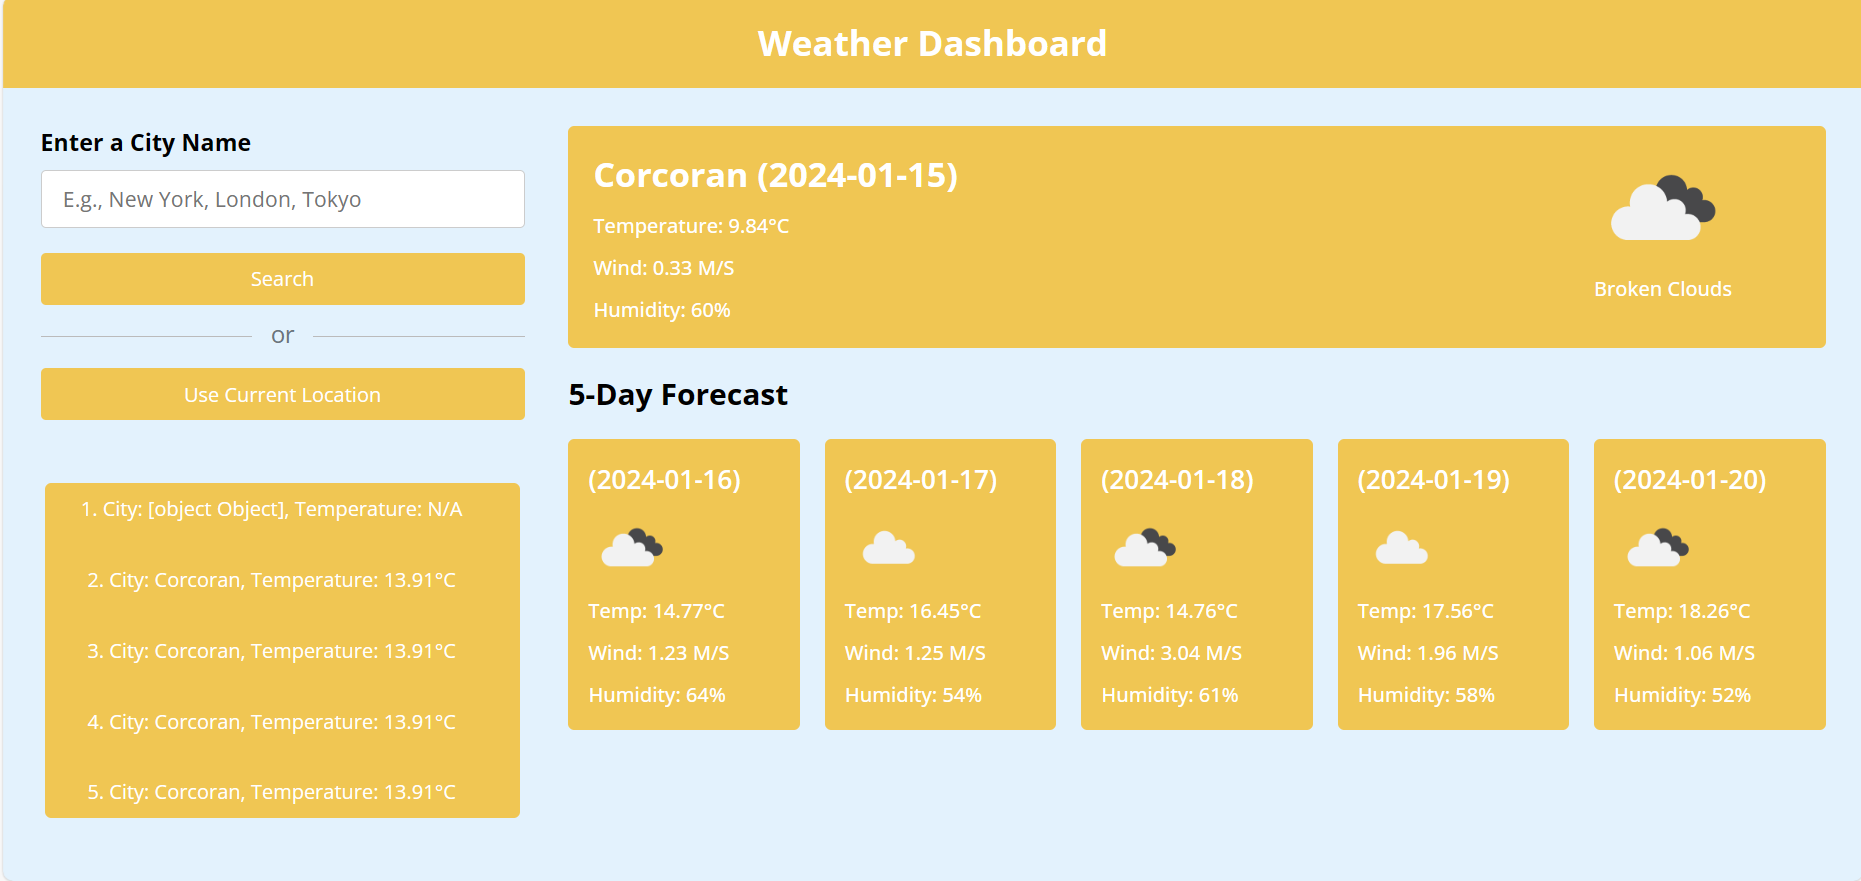 Weather Dashboard
Enter a City Name
E.g., New York, London, Tokyo
Search
or
Use Current Location
1. City: [object Object], Temperature: N/A
2. City: Corcoran, Temperature: 13.91°C
3. City: Corcoran, Temperature: 13.91°C
4. City: Corcoran, Temperature: 13.91°C
5. City: Corcoran, Temperature: 13.91°C
Corcoran (2024-01-15)
Temperature: 9.84°C
Wind: 0.33 M/S
Humidity: 60%
Broken Clouds
5-Day Forecast
(2024-01-16)
Temp: 14.77°C
Wind: 1.23 M/S
Humidity: 64%
(2024-01-17)
Temp: 16.45°C
Wind: 1.25 M/S
Humidity: 54%
(2024-01-18)
Temp: 14.76°C
Wind: 3.04 M/S
Humidity: 61%
(2024-01-19)
Temp: 17.56°C
Wind: 1.96 M/S
Humidity: 58%
(2024-01-20)
Temp: 18.26°C
Wind: 1.06 M/S
Humidity: 52%